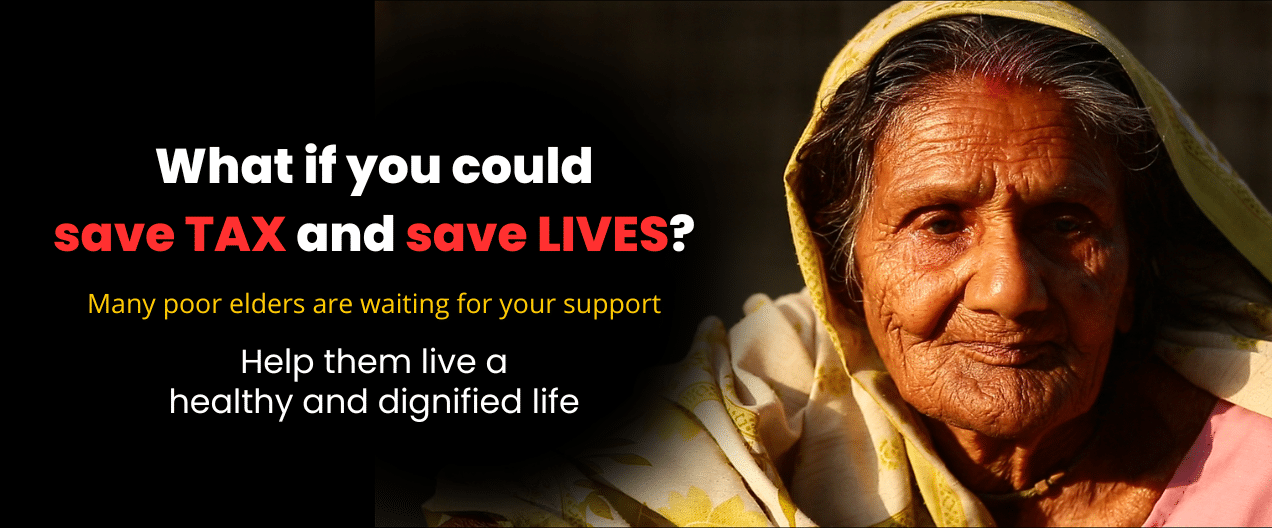 What if you could
save TAX and save LIVES?
Many poor elders are waiting for your support
Help them live a
healthy and dignified life